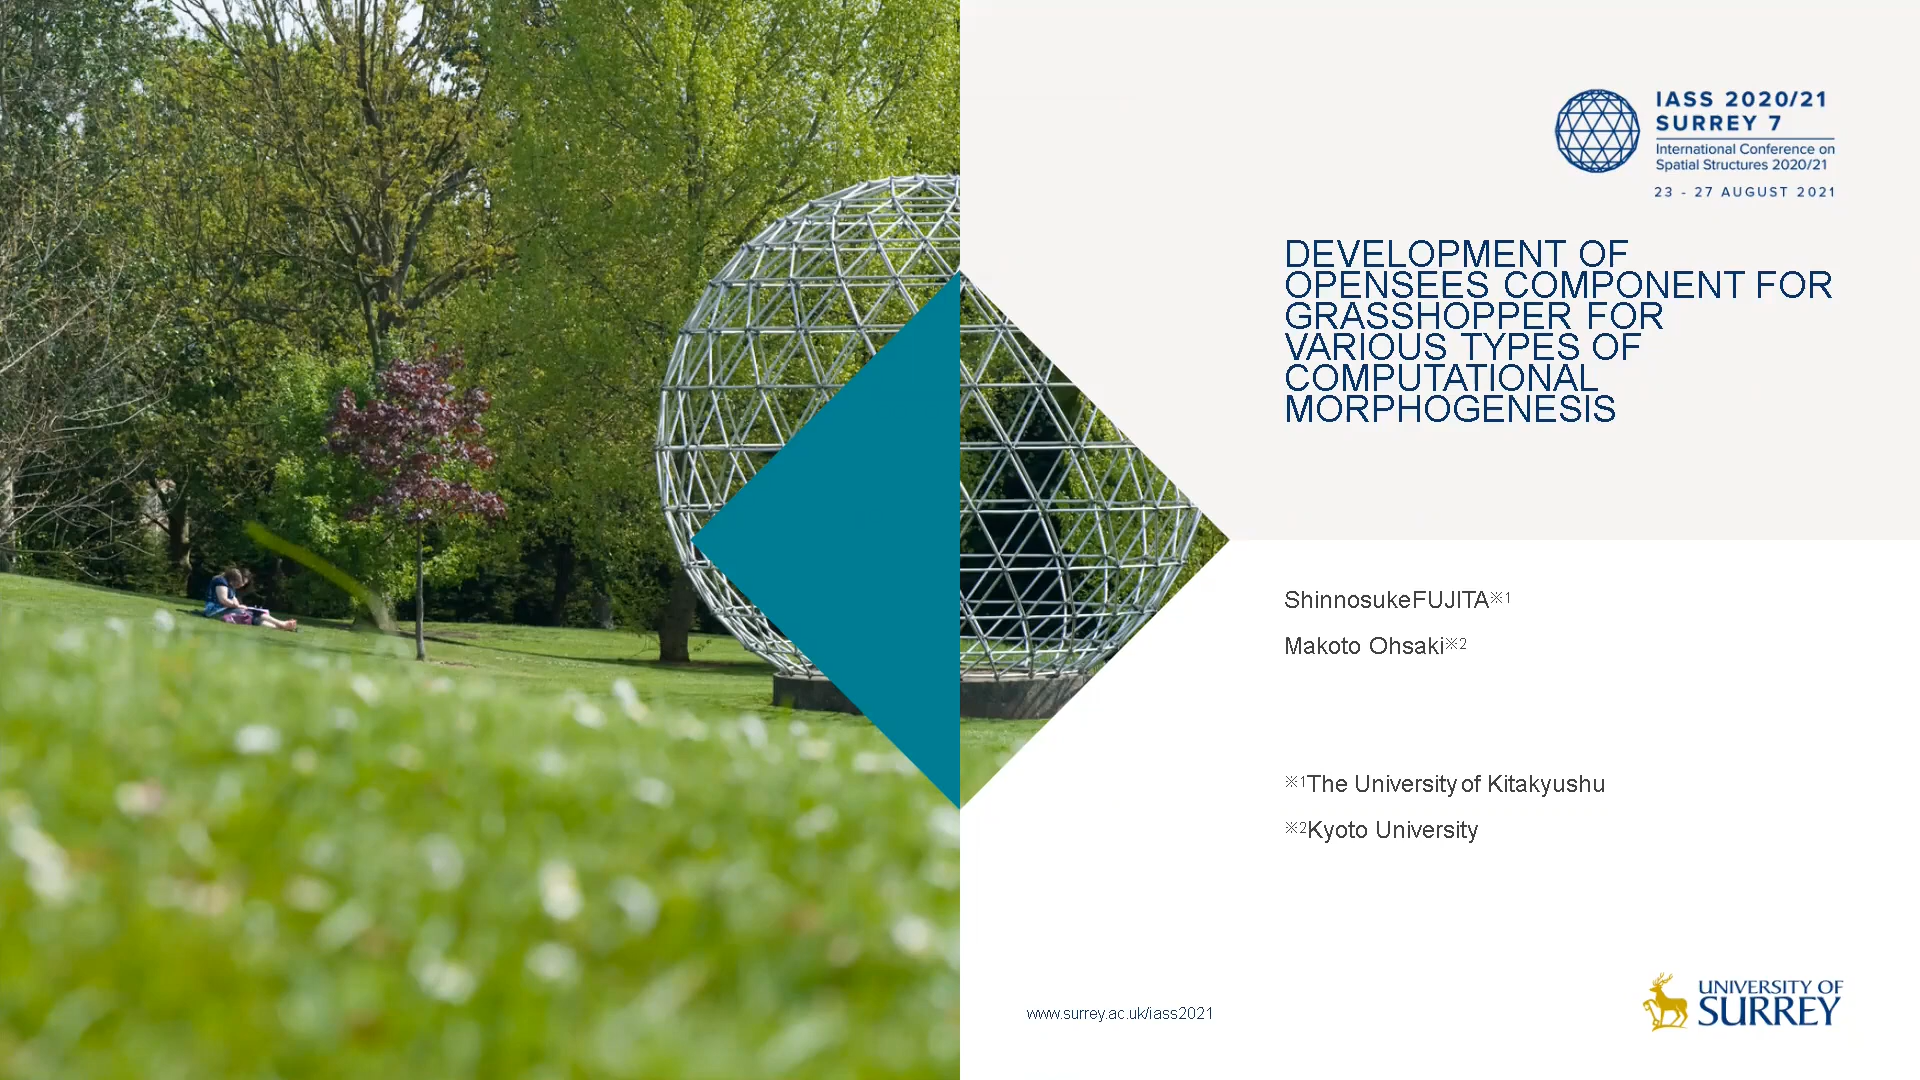 IASS 2020/21
SURREY 7
International Conference on
Spatial Structures 2020/21
23 - 27 AUGUST 2021
DEVELOPMENT OF
OPENSEES COMPONENT FOR
GRASSHOPPER FOR
VARIOUS TYPES OF
COMPUTATIONAL
MORPHOGENESIS
ShinnosukeFUJITA※1
Makoto Ohsaki※2
※1The University of Kitakyushu
※2Kyoto University
www.surrey.ac.uk/iass2021
UNIVERSITY OF
SURREY